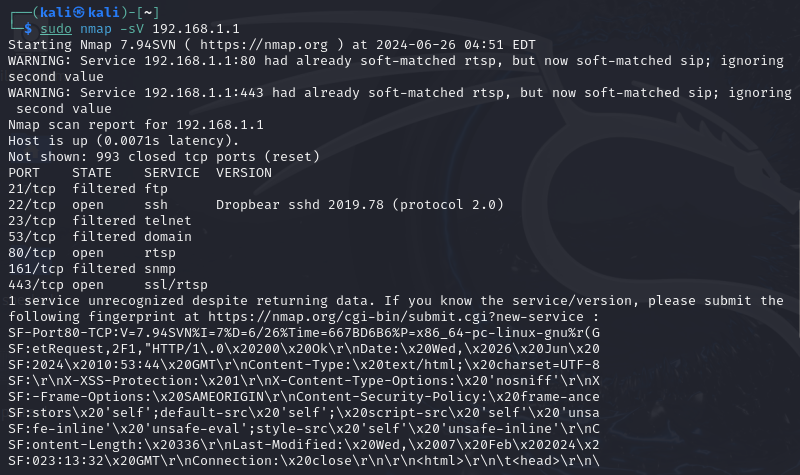 ┌──(kali㉿kali)-[~]
└─$ sudo nmap -sV 192.168.1.1
Starting Nmap 7.94SVN ( https://nmap.org ) at 2024-06-26 04:51 EDT
WARNING: Service 192.168.1.1:80 had already soft-matched rtsp, but now soft-matched sip; ignoring
second value
WARNING: Service 192.168.1.1:443 had already soft-matched rtsp, but now soft-matched sip; ignoring
 second value
Nmap scan report for 192.168.1.1
Host is up (0.0071s latency).
Not shown: 993 closed tcp ports (reset)
PORT    STATE    SERVICE  VERSION
21/tcp  filtered ftp
22/tcp  open     ssh      Dropbear sshd 2019.78 (protocol 2.0)
23/tcp  filtered telnet
53/tcp  filtered domain
80/tcp  open     rtsp
161/tcp filtered snmp
443/tcp open     ssl/rtsp
1 service unrecognized despite returning data. If you know the service/version, please submit the
following fingerprint at https://nmap.org/cgi-bin/submit.cgi?new-service :
SF-Port80-TCP:V=7.94SVN%I=7%D=6/26%Time=667BD6B6%P=x86_64-pc-linux-gnu%r(G
SF:etRequest,2F1,"HTTP/1\.0\x20200\x20Ok\r\nDate:\x20Wed,\x2026\x20Jun\x20
SF:2024\x2010:53:44\x20GMT\r\nContent-Type:\x20text/html;\x20charset=UTF-8
SF:\r\nX-XSS-Protection:\x201\r\nX-Content-Type-Options:\x20'nosniff'\r\nX
SF:-Frame-Options:\x20SAMEORIGIN\r\nContent-Security-Policy:\x20frame-ance
SF:stors\x20'self';default-src\x20'self';\x20script-src\x20'self'\x20'unsa
SF:fe-inline'\x20'unsafe-eval';style-src\x20'self'\x20'unsafe-inline'\r\nC
SF:ontent-Length:\x20336\r\nLast-Modified:\x20Wed,\x2007\x20Feb\x202024\x2
SF:023:13:32\x20GMT\r\nConnection:\x20close\r\n\r\n<html>\r\n\t<head>\r\n\